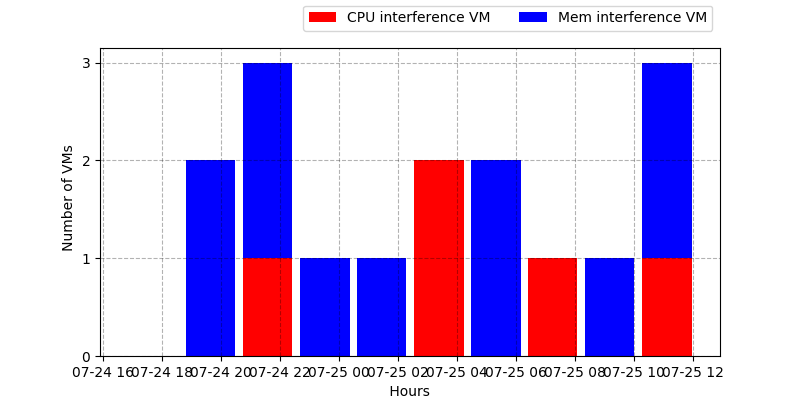 CPU interference VM Mem interference VM
3
2
1
0
Number of VMs
07-24 16 07-24 18 07-24 20 07-24 22 07-25 00 07-25 02 07-25 04 07-25 06 07-25 08 07-25 10 07-25 12
Hours